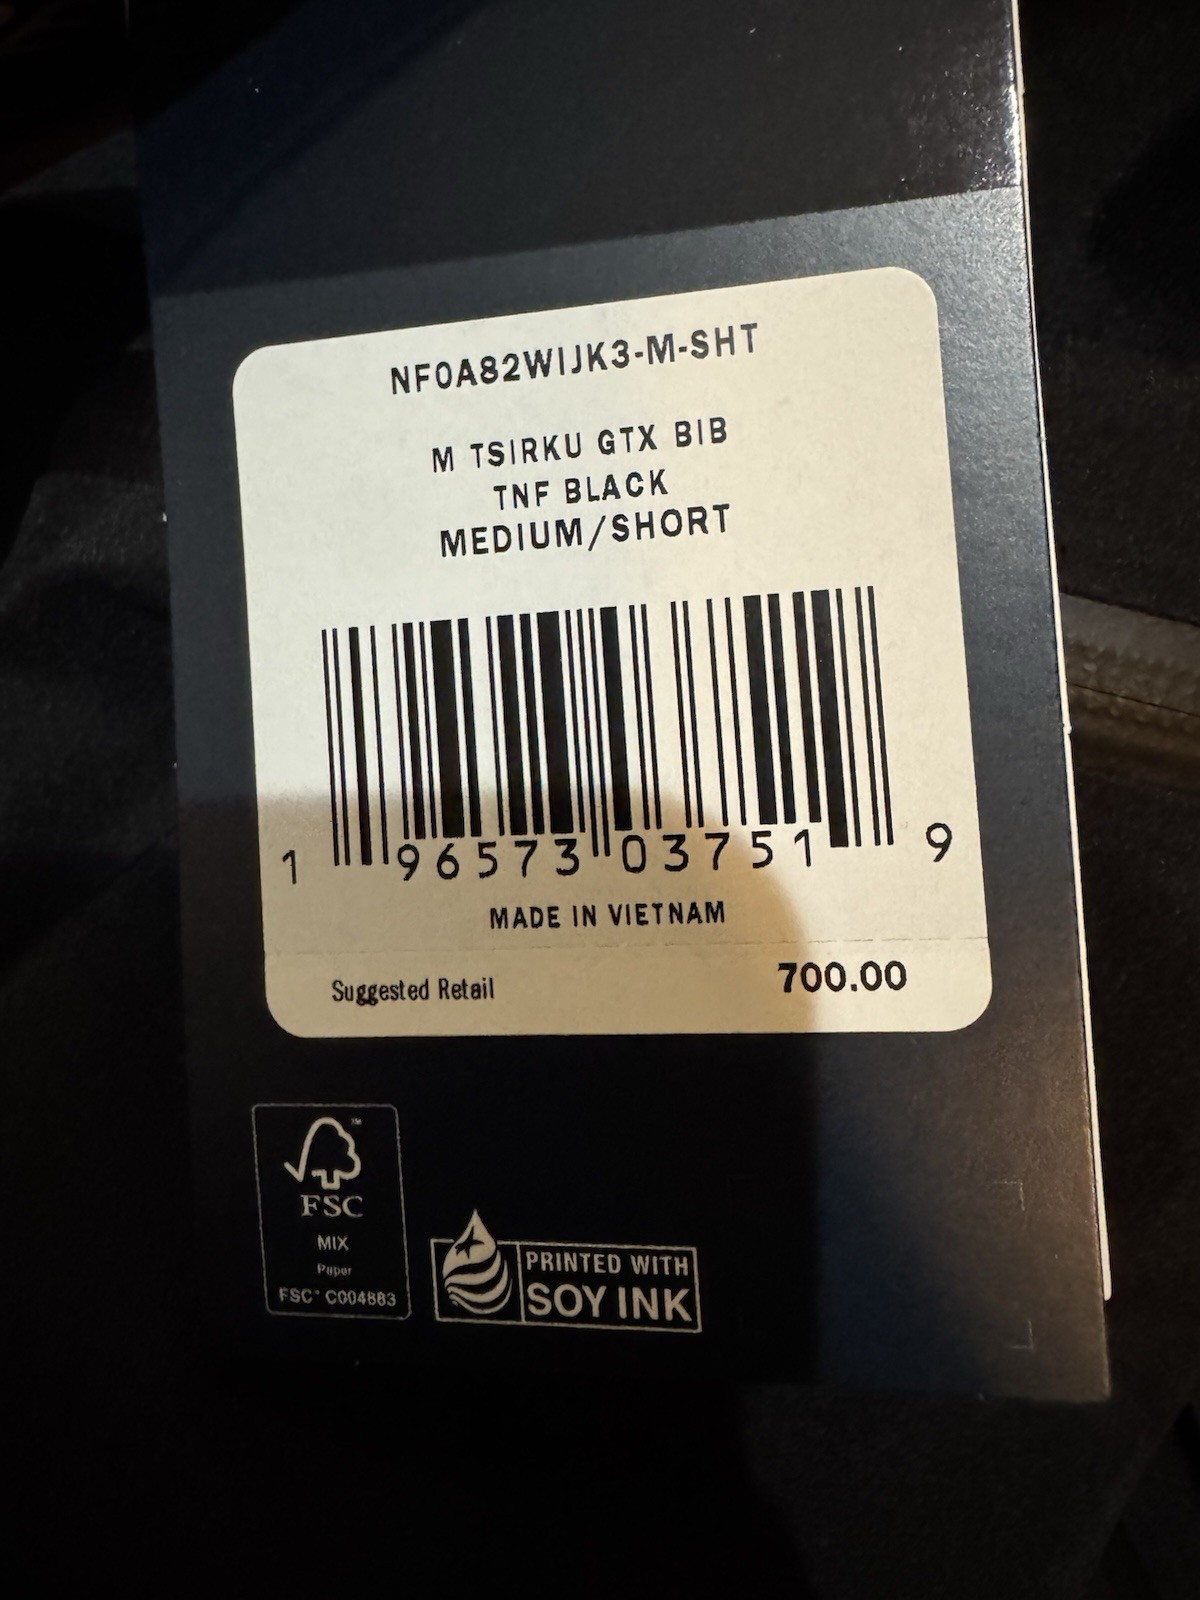 NF0A82WIJK3-M-SHT
M TSIRKU GTX BIB
TNF BLACK
MEDIUM/SHORT
1 96573 03751 9
MADE IN VIETNAM
Suggested Retail 700.00
FSC
MIX
Paper
FSC® C004883
PRINTED WITH
SOY INK